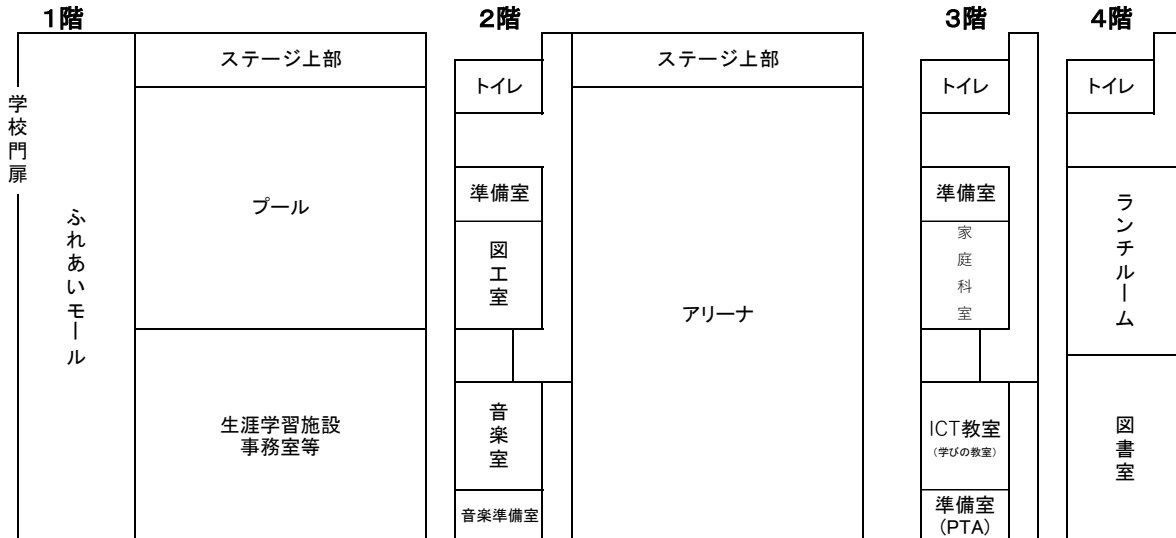 1階
学校門扉
ふれあいモール
ステージ上部
プール
生涯学習施設
事務室等
2階
トイレ
準備室
図工室
音楽室
音楽準備室
ステージ上部
アリーナ
3階
トイレ
準備室
家庭科室
ICT教室
（学びの教室）
準備室
(PTA)
4階
トイレ
ランチルーム
図書室